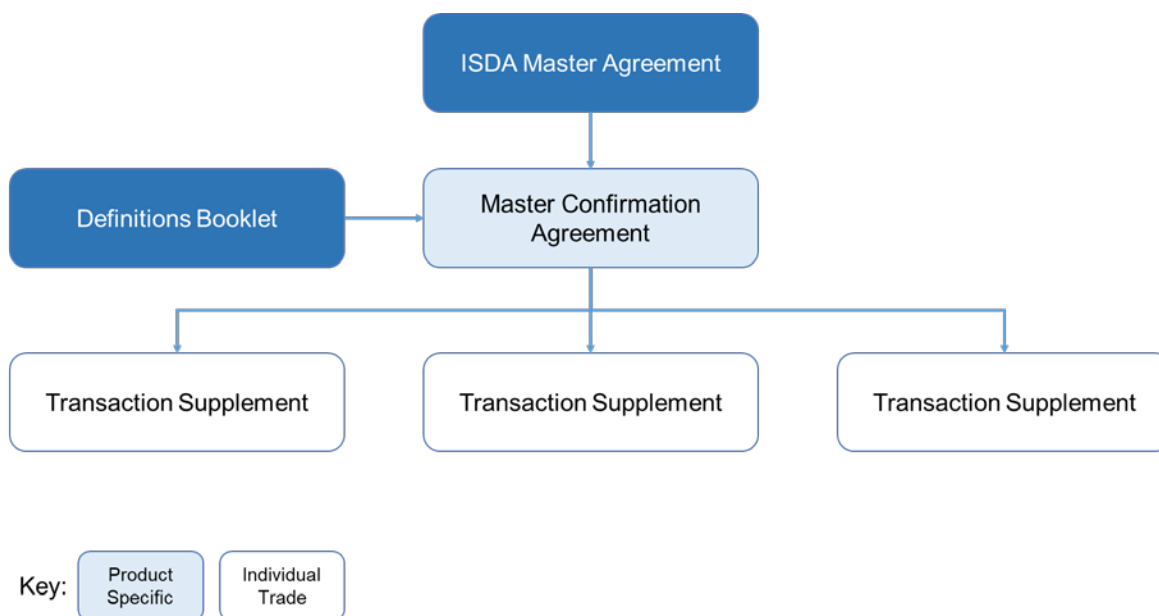 ISDA Master Agreement
Definitions Booklet
Master Confirmation
Agreement
Transaction Supplement
Transaction Supplement
Transaction Supplement
Key:
Product
Specific
Individual
Trade